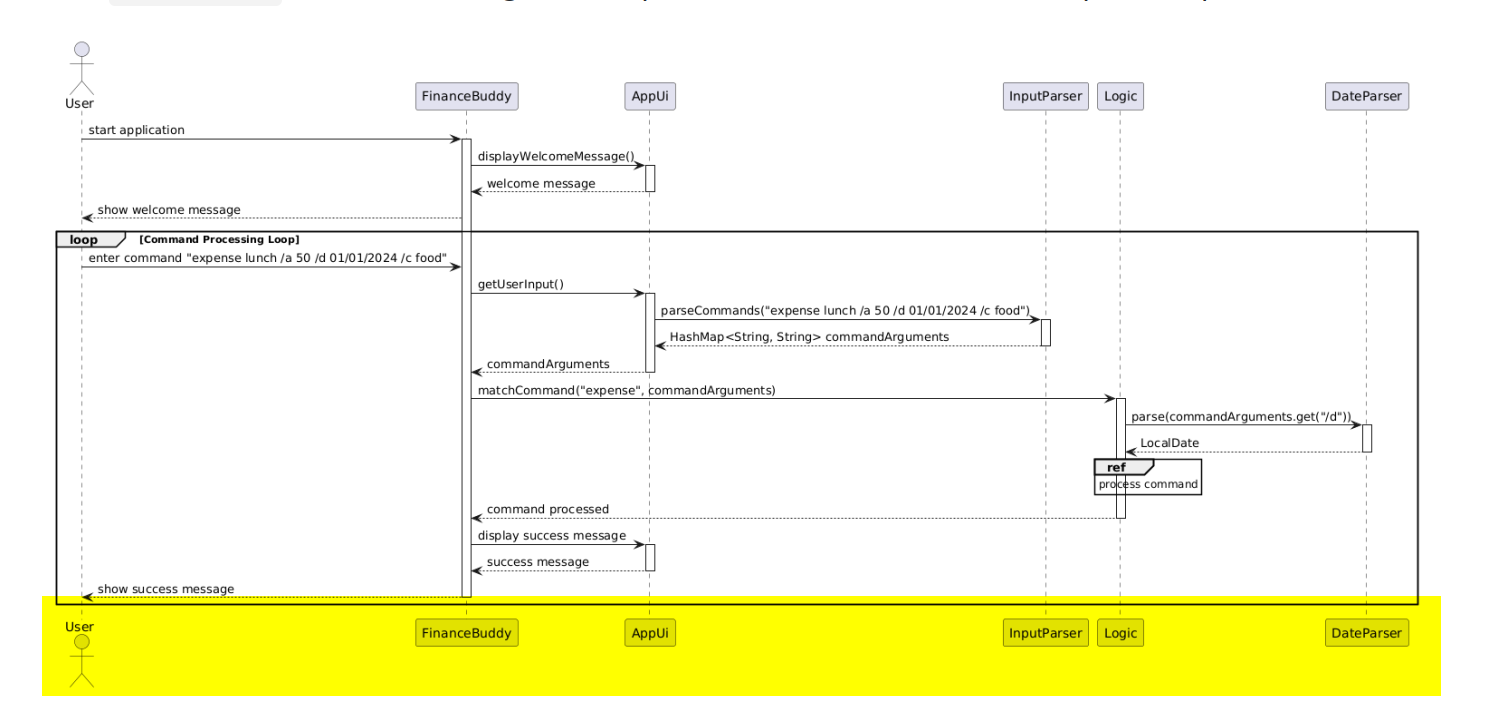 User
FinanceBuddy
AppUi
InputParser
Logic
DateParser
start application
displayWelcomeMessage()
welcome message
show welcome message
loop [Command Processing Loop]
enter command "expense lunch /a 50 /d 01/01/2024 /c food"
getUserInput()
parseCommands("expense lunch /a 50 /d 01/01/2024 /c food")
HashMap<String, String> commandArguments
commandArguments
matchCommand("expense", commandArguments)
parse(commandArguments.get("/d"))
LocalDate
ref
process command
command processed
display success message
success message
show success message
User
FinanceBuddy
AppUi
InputParser
Logic
DateParser